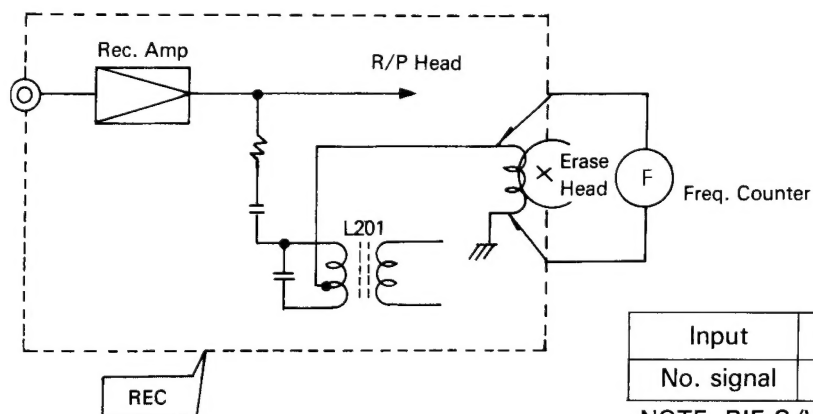 Rec. Amp
R/P Head
Erase
Head
F
Freq. Counter
L201
Input
No. signal
REC